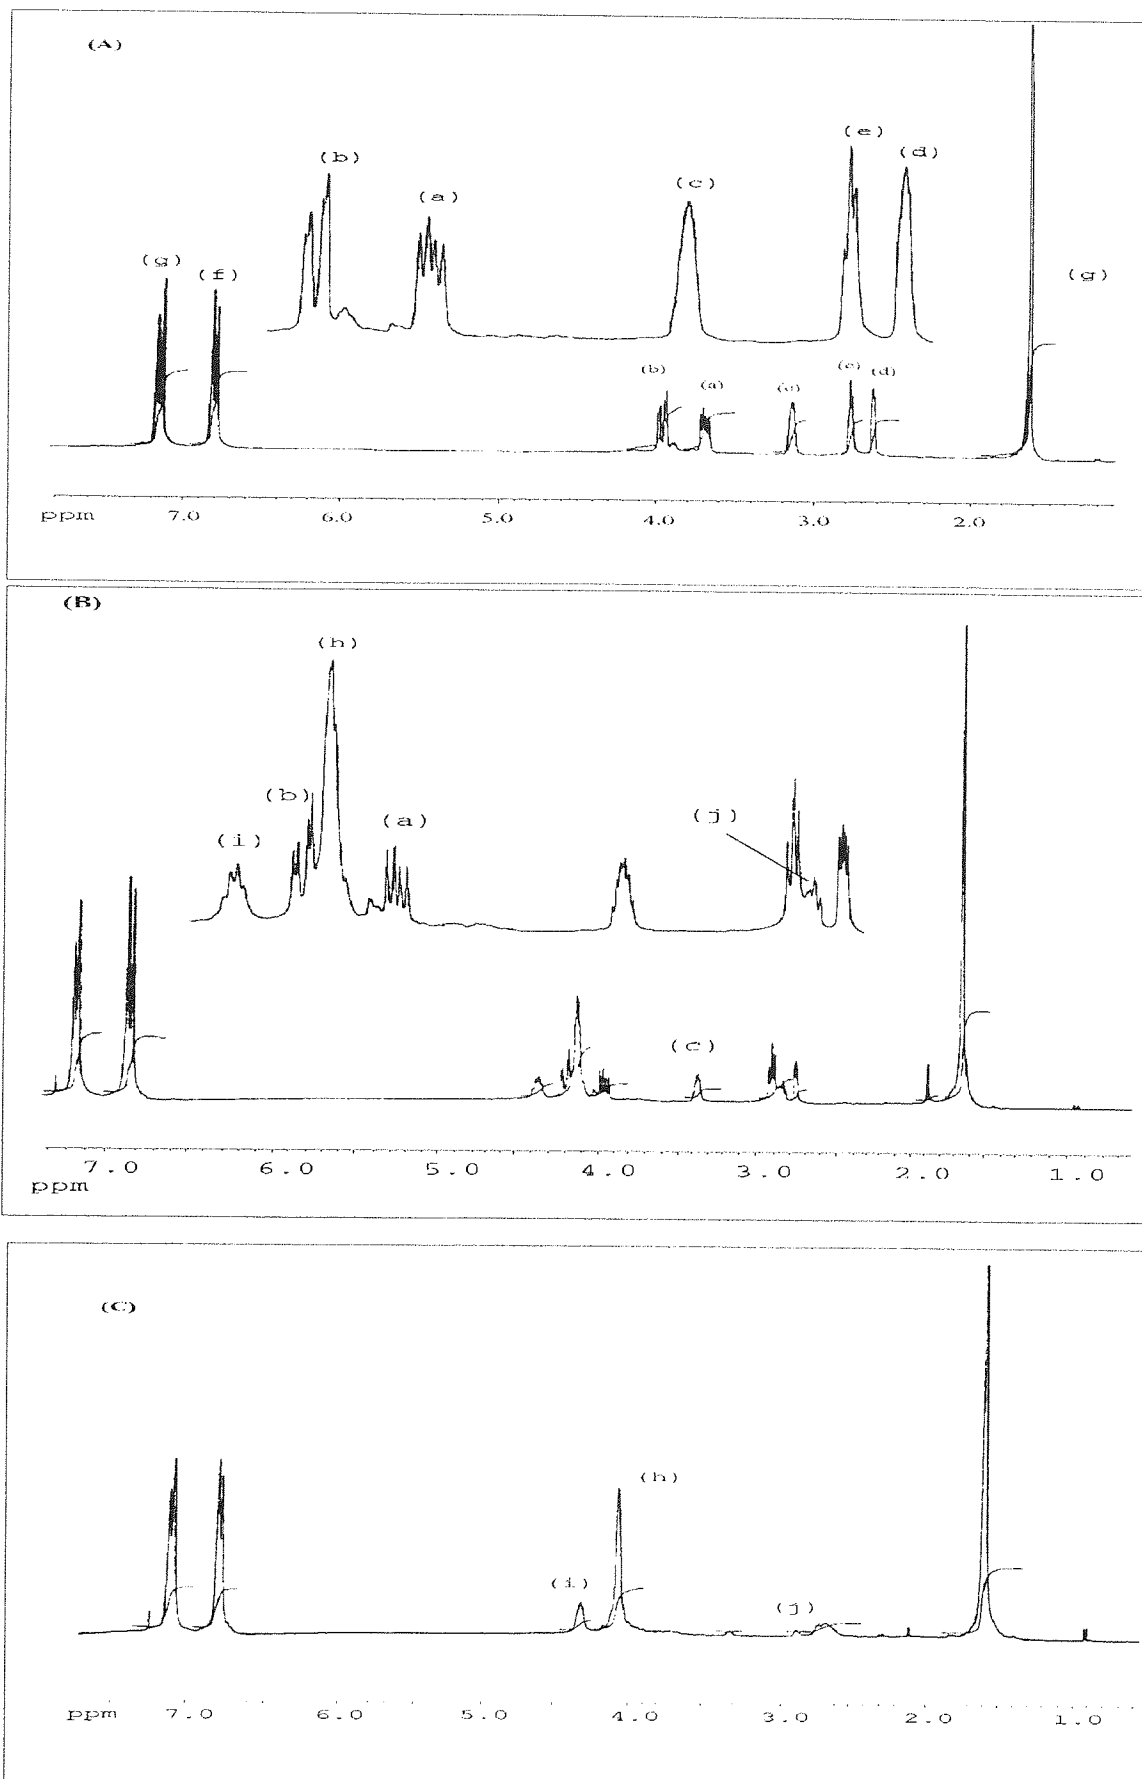 (A)
(b)
(a)
(c)
(e)
(d)
(g)
(f)
(g)
(b)
(a)
(e)
(d)
ppm 7.0 6.0 5.0 4.0 3.0 2.0
(B)
(h)
(b)
(a)
(i)
(j)
(c)
7.0 6.0 5.0 4.0 3.0 2.0 1.0
ppm
(C)
(h)
(i)
(j)
ppm 7.0 6.0 5.0 4.0 3.0 2.0 1.0